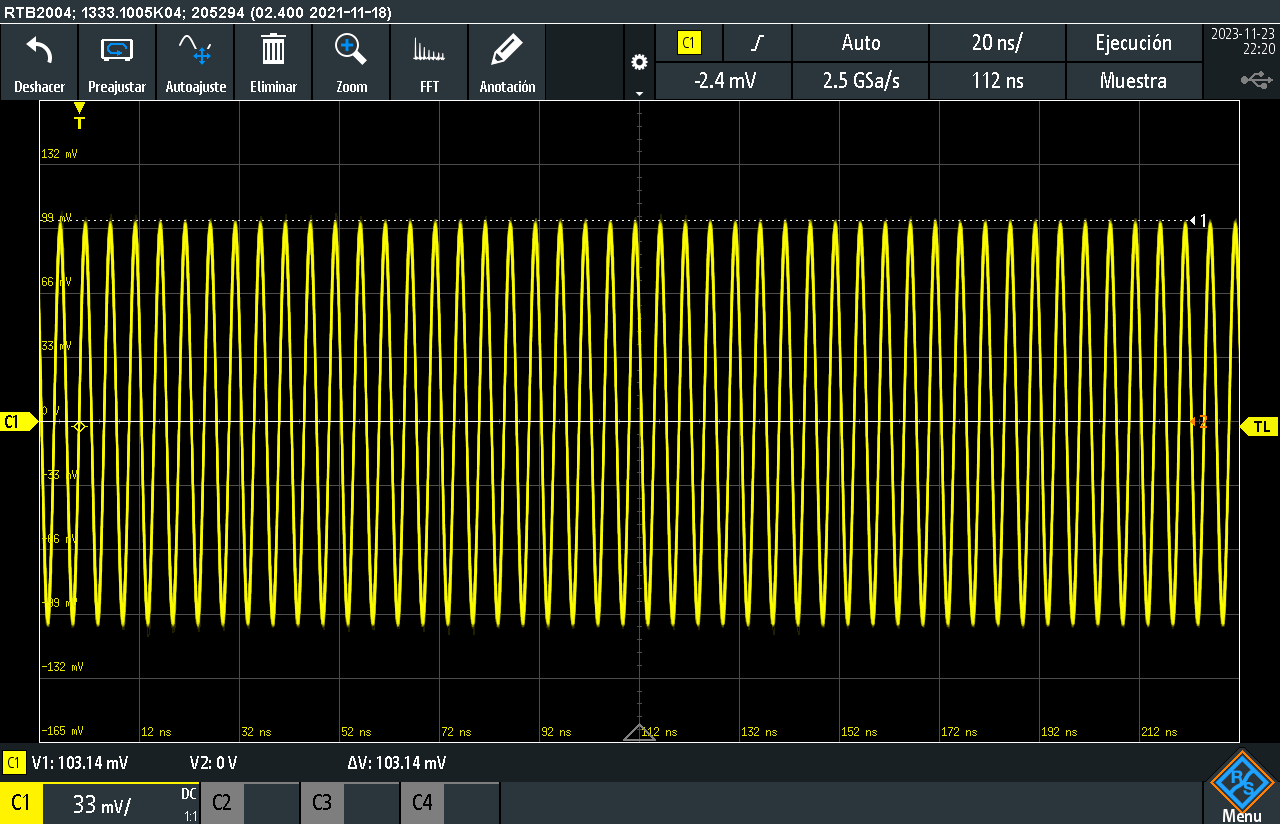 RTB2004; 1333.1005K04; 205294 (02.400 2021-11-18)
Deshacer
Preajustar
Autoajuste
Eliminar
Zoom
FFT
Anotación
C1
Auto
20 ns/
Ejecución
-2.4 mV
2.5 GSa/s
112 ns
Muestra
2023-11-23
22:20
T
132 mV
99 mV
1
66 mV
33 mV
0 V
C1
2
TL
-33 mV
-66 mV
-99 mV
-132 mV
-165 mV
12 ns
32 ns
52 ns
72 ns
92 ns
112 ns
132 ns
152 ns
172 ns
192 ns
212 ns
C1 V1: 103.14 mV V2: 0 V ΔV: 103.14 mV
C1 33 mV/ DC 1:1 C2 C3 C4
R S
Menu